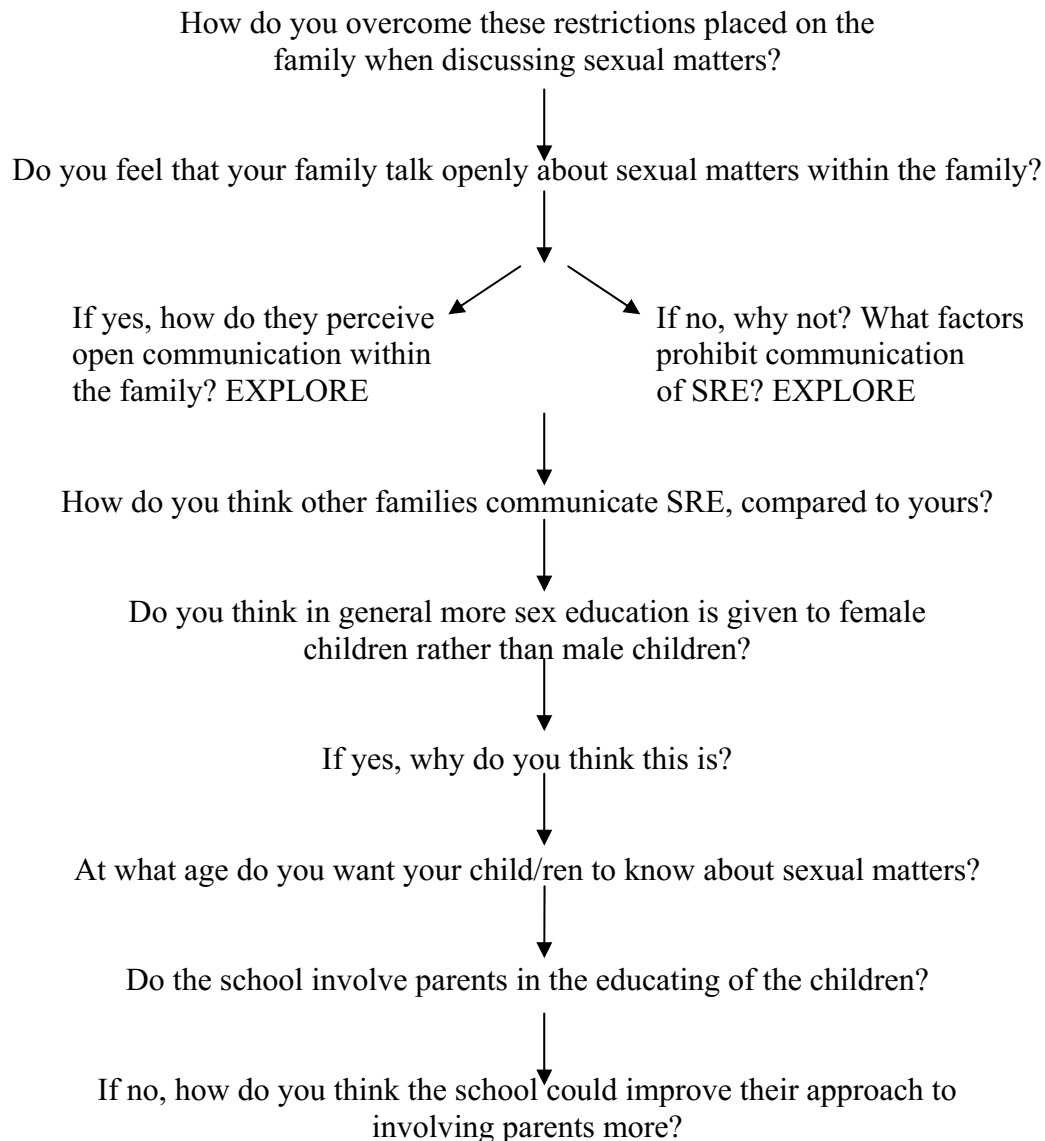 How do you overcome these restrictions placed on the
family when discussing sexual matters?
Do you feel that your family talk openly about sexual matters within the family?
If yes, how do they perceive
open communication within
the family? EXPLORE
If no, why not? What factors
prohibit communication
of SRE? EXPLORE
How do you think other families communicate SRE, compared to yours?
Do you think in general more sex education is given to female
children rather than male children?
If yes, why do you think this is?
At what age do you want your child/ren to know about sexual matters?
Do the school involve parents in the educating of the children?
If no, how do you think the school could improve their approach to
involving parents more?